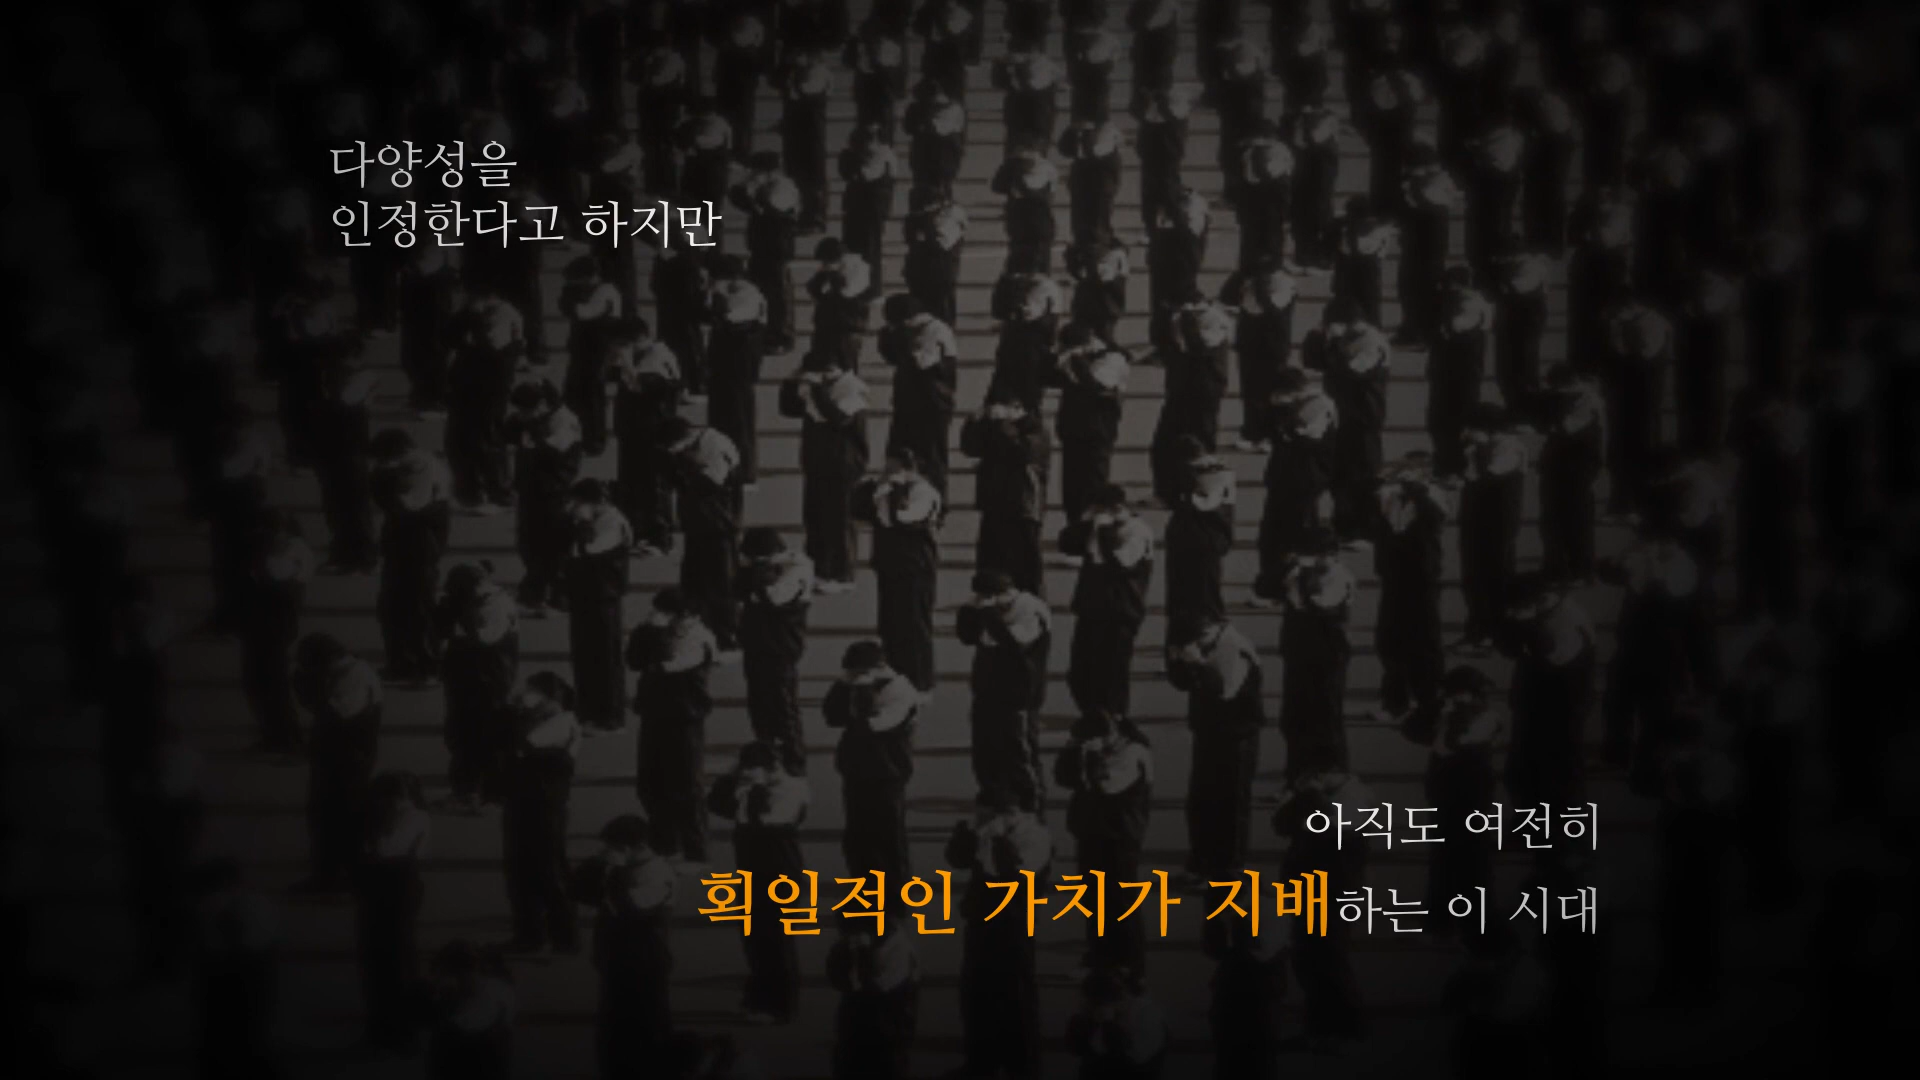 다양성을
인정한다고 하지만
아직도 여전히
획일적인 가치가 지배하는 이 시대